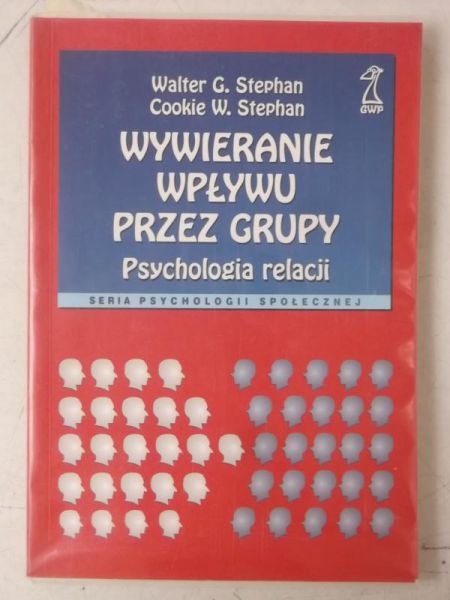 Walter G. Stephan
Cookie W. Stephan
GWP
WYWIERANIE
WPŁYWU
PRZEZ GRUPY
Psychologia relacji
SERIA PSYCHOLOGII SPOŁECZNEJ